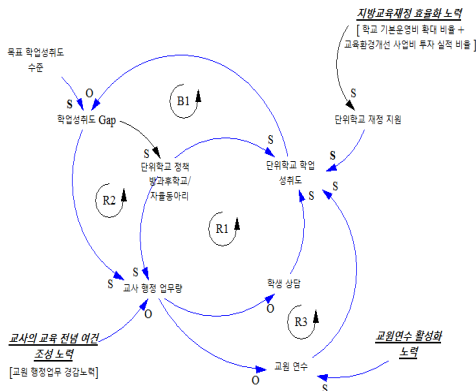 지방교육재정 효율화 노력
[ 학교 기본운영비 확대 비율 +
교육환경개선 사업비 투자 실적 비율 ]
목표 학업성취도
수준
O
S
학업성취도 Gap
B1
S
단위학교 재정 지원
S
단위학교 정책
방과후학교/
자율동아리
S
S
단위학교 학업
성취도
S
S
R2
R1
S
S
교사 행정 업무량
O
학생 상담
O
R3
교사의 교육 전념 여건
조성 노력
[교원 행정업무 경감노력]
교원연수 활성화
노력
교원 연수
O
S